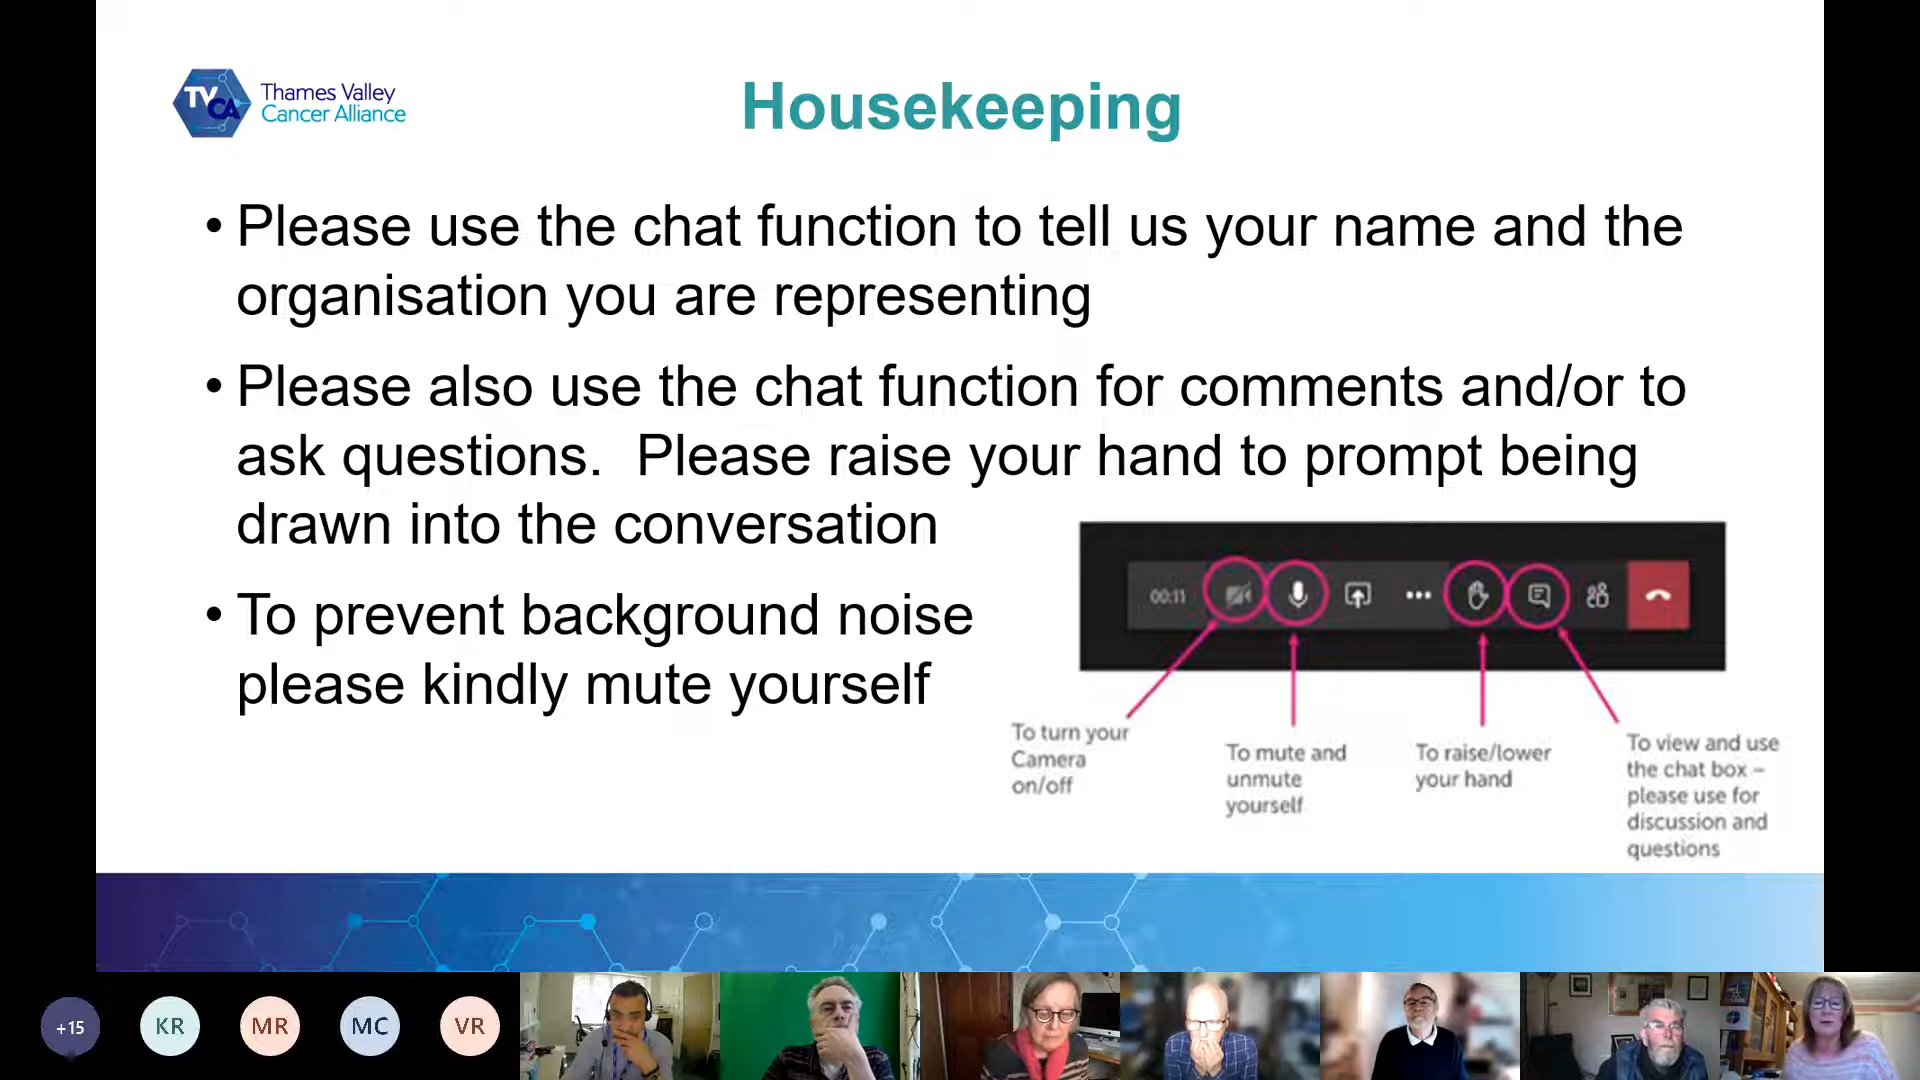 TVCA
Thames Valley
Cancer Alliance
Housekeeping
• Please use the chat function to tell us your name and the
organisation you are representing
• Please also use the chat function for comments and/or to
ask questions.  Please raise your hand to prompt being
drawn into the conversation
• To prevent background noise
please kindly mute yourself
00:11
To turn your
Camera
on/off
To mute and
unmute
yourself
To raise/lower
your hand
To view and use
the chat box –
please use for
discussion and
questions
+15
KR
MR
MC
VR